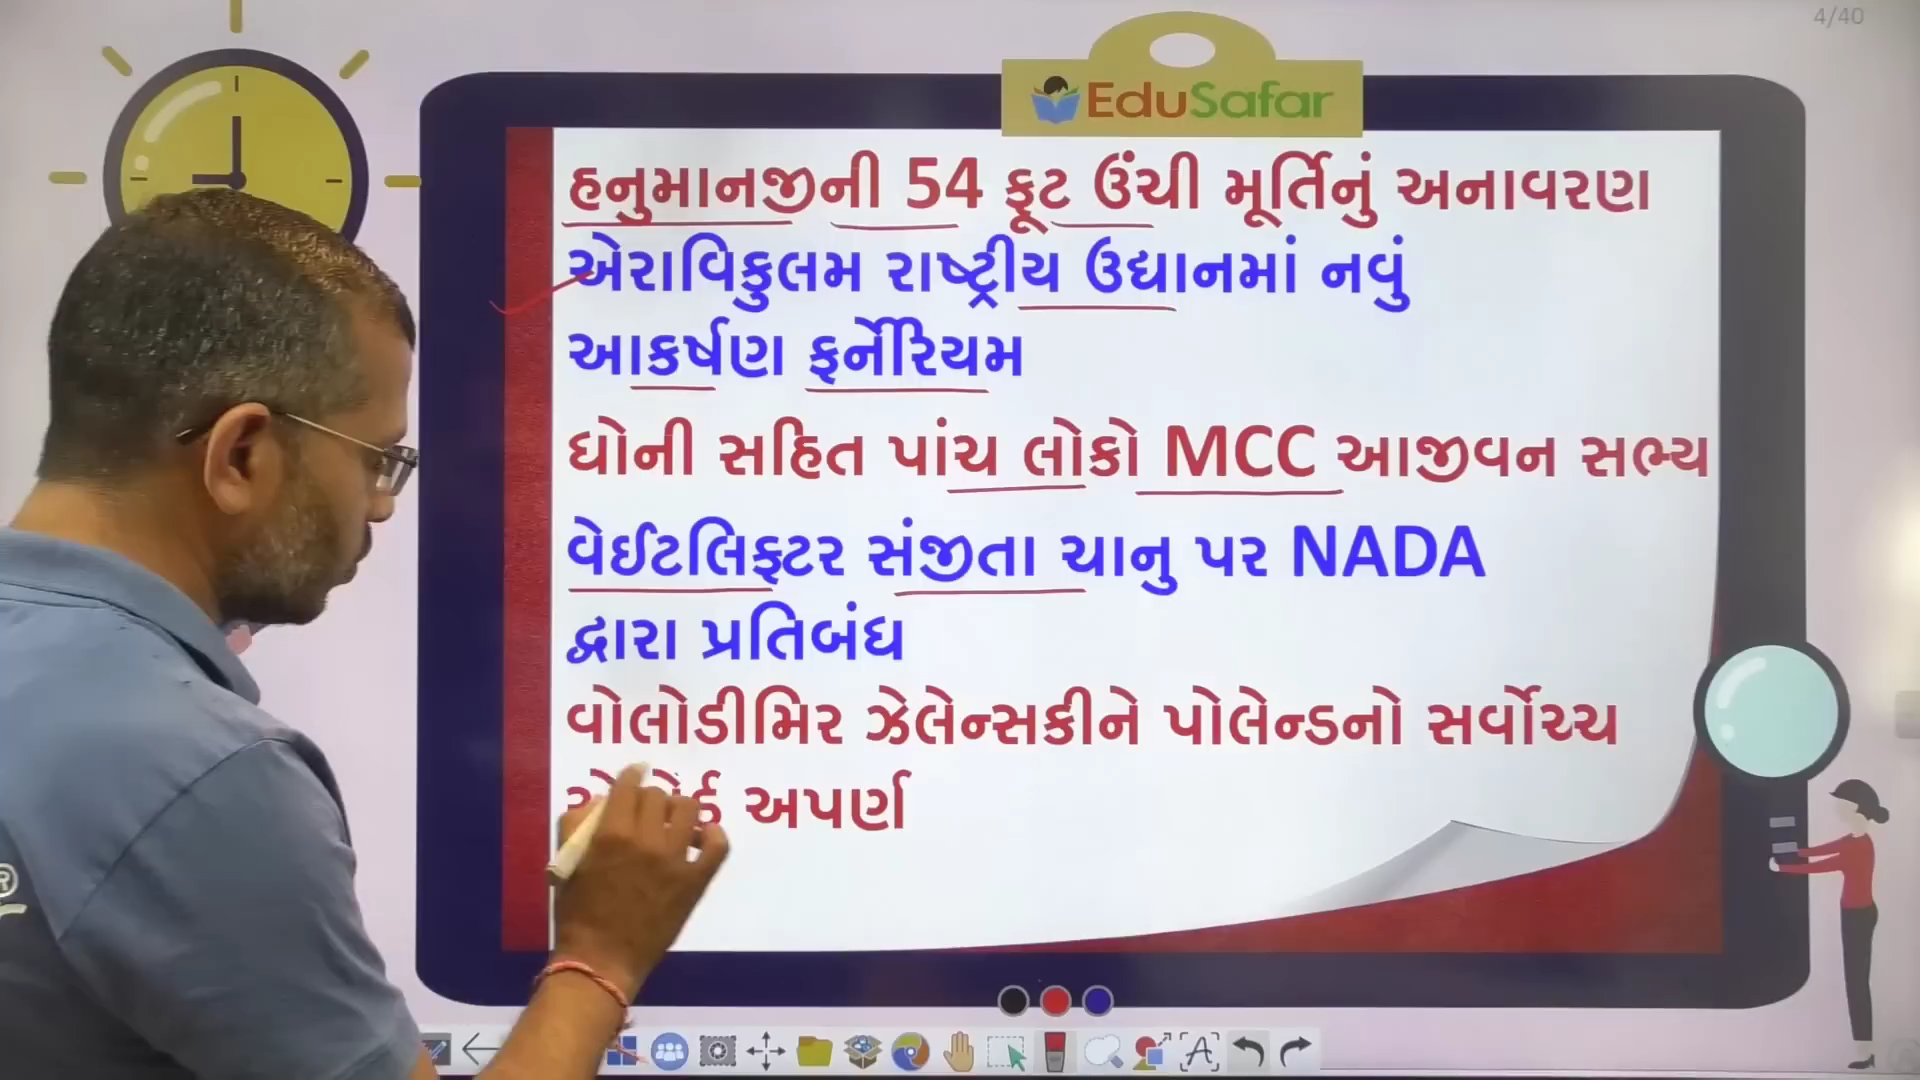 4/40
EduSafar
હનુમાનજીની 54 ફૂટ ઉંચી મૂર્તિનું અનાવરણ
એરાવિકુલમ રાષ્ટ્રીય ઉદ્યાનમાં નવું
આકર્ષણ ફર્નેરિયમ
ધોની સહિત પાંચ લોકો MCC આજીવન સભ્ય
વેઈટલિફ્ટર સંજીતા ચાનુ પર NADA
દ્વારા પ્રતિબંધ
વોલોડીમિર ઝેલેન્સકીને પોલેન્ડનો સર્વોચ્ચ
અપર્ણ
®